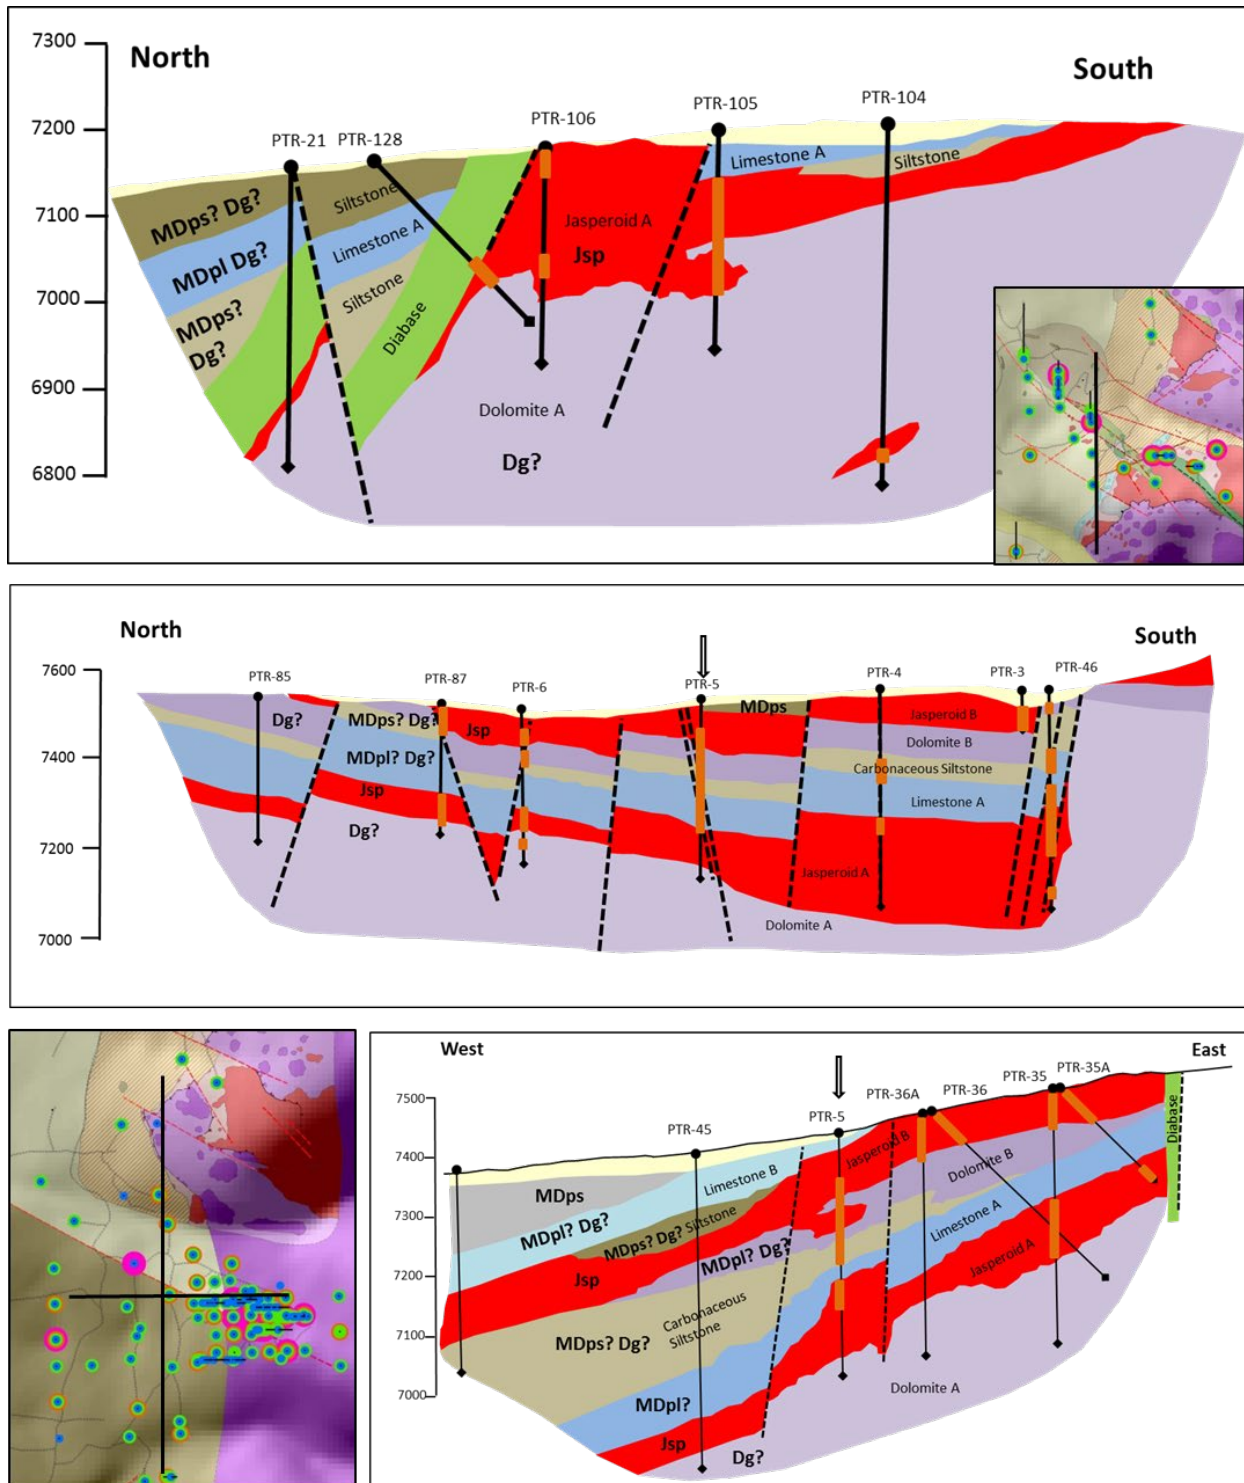 7300
7200
7100
7000
6900
6800
North
South
PTR-21
PTR-128
PTR-106
PTR-105
PTR-104
MDps? Dg?
MDpl Dg?
MDps?
Dg?
Siltstone
Limestone A
Siltstone
Diabase
Jasperoid A
Jsp
Limestone A
Siltstone
Dolomite A
Dg?
North
South
7600
7400
7200
7000
PTR-85
PTR-87
PTR-6
PTR-5
PTR-4
PTR-3
PTR-46
Dg?
MDps? Dg?
MDpl? Dg?
Jsp
Jsp
Dg?
MDps
Jasperoid B
Dolomite B
Carbonaceous Siltstone
Limestone A
Jasperoid A
Dolomite A
West
East
7500
7400
7300
7200
7100
7000
PTR-45
PTR-5
PTR-36A
PTR-36
PTR-35
PTR-35A
MDps
Limestone B
MDpl? Dg?
MDps? Dg?
Siltstone
Jsp
MDpl? Dg?
Jasperoid B
Dolomite B
Limestone A
Jasperoid A
Diabase
Carbonaceous
Siltstone
MDps? Dg?
MDpl?
Jsp
Dg?
Dolomite A